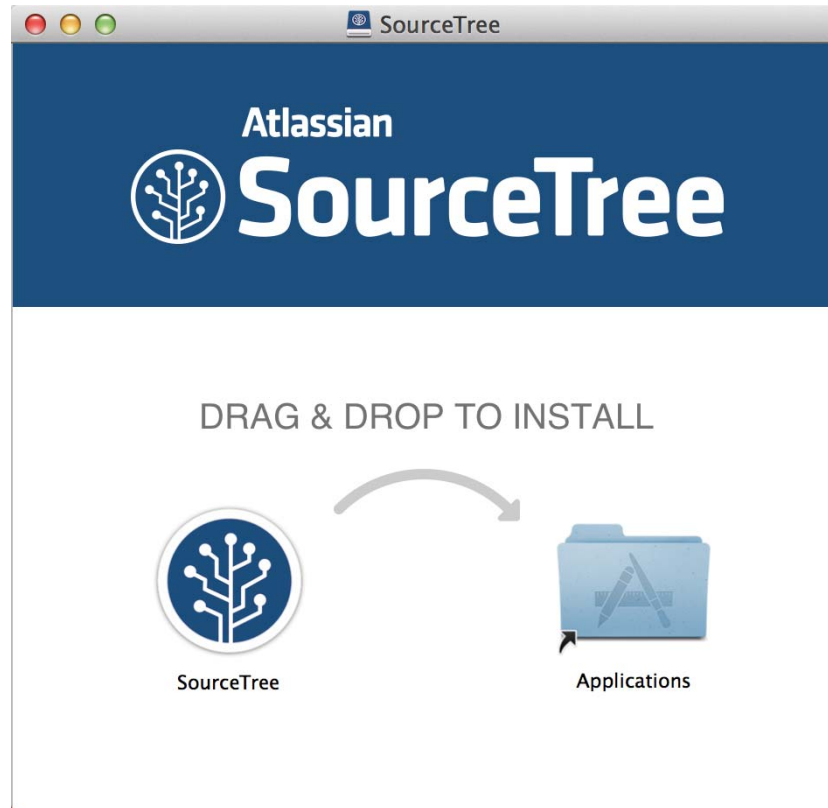 SourceTree
Atlassian
SourceTree
DRAG & DROP TO INSTALL
SourceTree
Applications